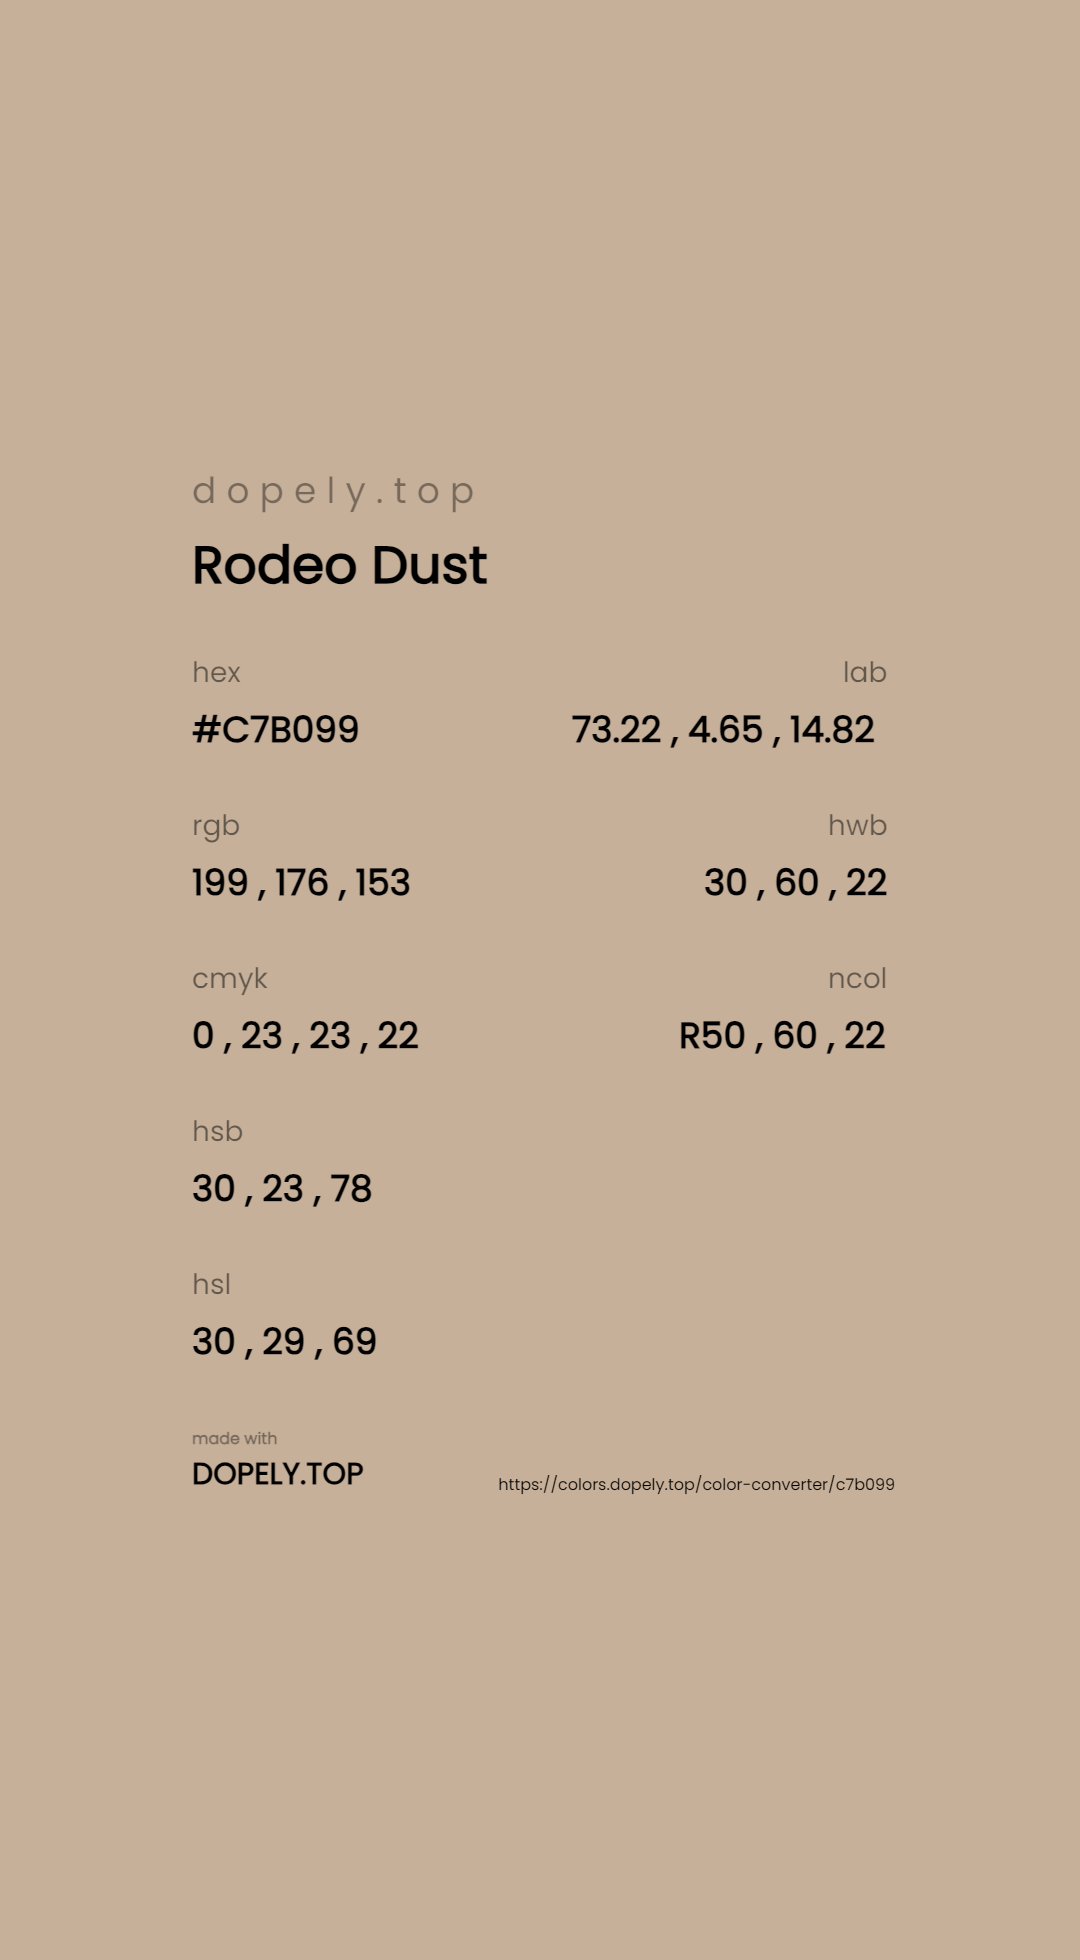 dopely.top
Rodeo Dust
hex
lab
#C7B099
73.22 , 4.65 , 14.82
rgb
hwb
199 , 176 , 153
30 , 60 , 22
cmyk
ncol
0 , 23 , 23 , 22
R50 , 60 , 22
hsb
30 , 23 , 78
hsl
30 , 29 , 69
made with
DOPELY.TOP
https://colors.dopely.top/color-converter/c7b099